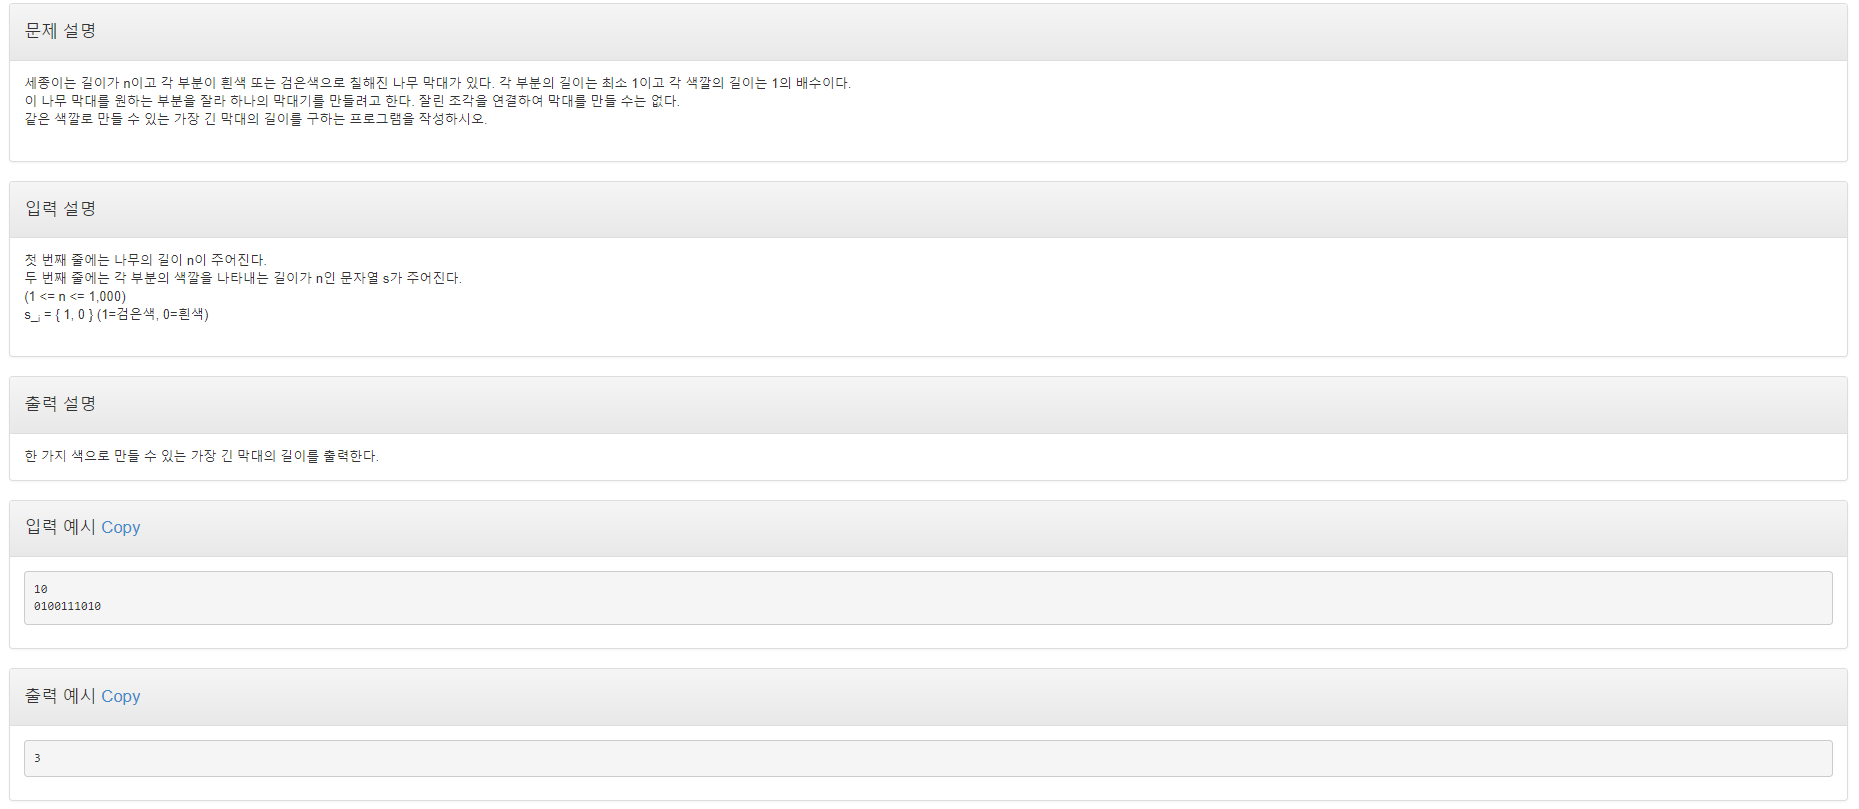 문제 설명
세종이는 길이가 n이고 각 부분이 흰색 또는 검은색으로 칠해진 나무 막대가 있다. 각 부분의 길이는 최소 1이고 각 색깔의 길이는 1의 배수이다.
이 나무 막대를 원하는 부분을 잘라 하나의 막대기를 만들려고 한다. 잘린 조각을 연결하여 막대를 만들 수는 없다.
같은 색깔로 만들 수 있는 가장 긴 막대의 길이를 구하는 프로그램을 작성하시오.
입력 설명
첫 번째 줄에는 나무의 길이 n이 주어진다.
두 번째 줄에는 각 부분의 색깔을 나타내는 길이가 n인 문자열 s가 주어진다.
(1 <= n <= 1,000)
s_i = { 1, 0 } (1=검은색, 0=흰색)
출력 설명
한 가지 색으로 만들 수 있는 가장 긴 막대의 길이를 출력한다.
입력 예시 Copy
10
0100111010
출력 예시 Copy
3